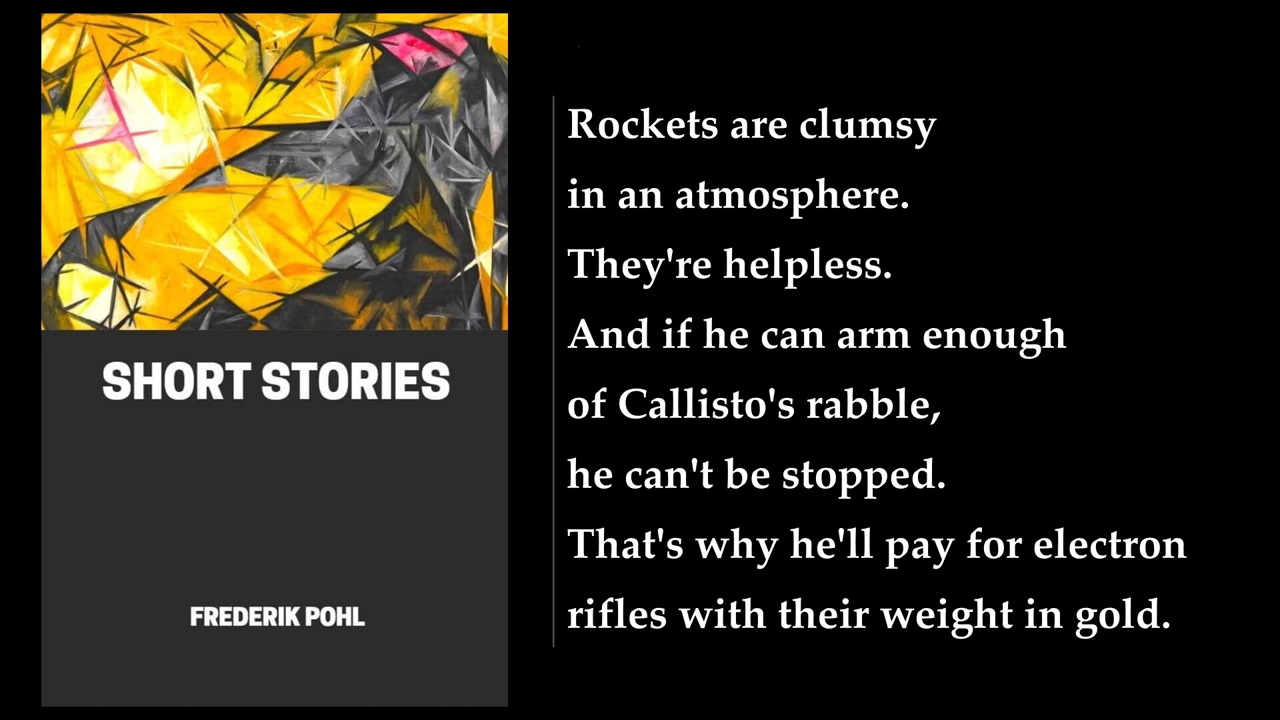 SHORT STORIES
FREDERIK POHL
Rockets are clumsy
in an atmosphere.
They're helpless.
And if he can arm enough
of Callisto's rabble,
he can't be stopped.
That's why he'll pay for electron
rifles with their weight in gold.